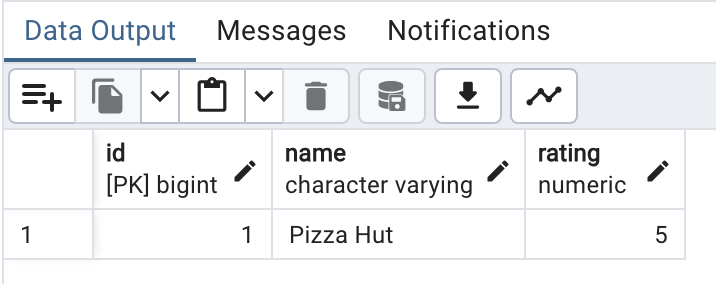 Data Output Messages Notifications
id name rating
[PK] bigint character varying numeric
1 1 Pizza Hut 5